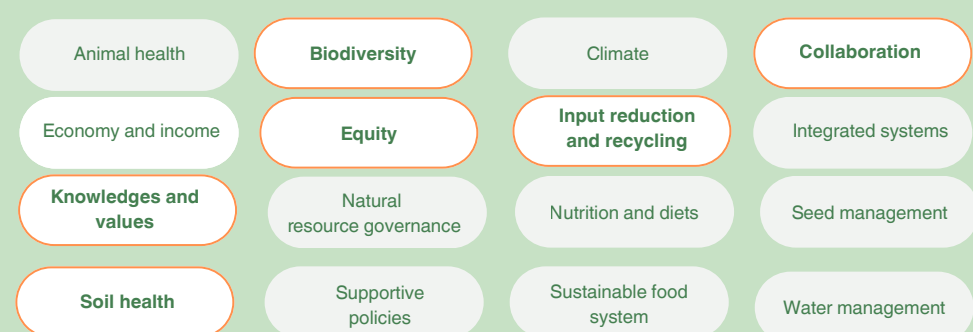 Animal health
Biodiversity
Climate
Collaboration
Economy and income
Equity
Input reduction
and recycling
Integrated systems
Knowledges and
values
Natural
resource governance
Nutrition and diets
Seed management
Soil health
Supportive
policies
Sustainable food
system
Water management